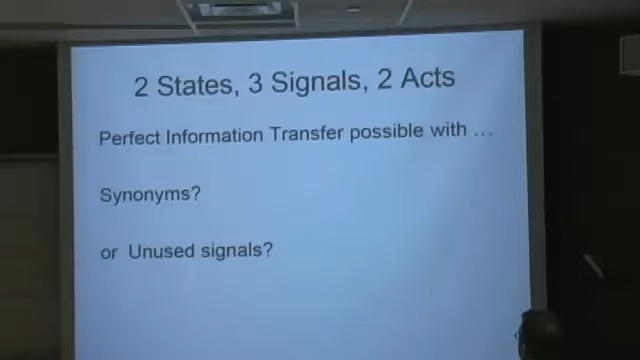 2 States, 3 Signals, 2 Acts
Perfect Information Transfer possible with …
Synonyms?
or Unused signals?